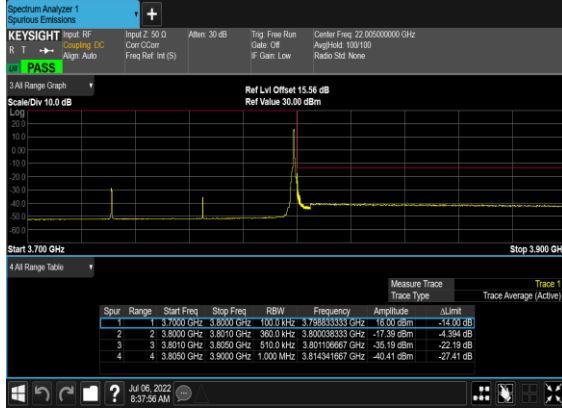 Spectrum Analyzer 1
Spurious Emissions
+
KEYSIGHT Input: RF Input Z: 50 Ω Atten: 30 dB Trig: Free Run Center Freq: 22.005000000 GHz
R T Coupling: DC Corr CCorr Gate: Off Avg|Hold: 100/100
Align: Auto Freq Ref: Int (S) IF Gain: Low Radio Std: None
PASS
3 All Range Graph
Ref Lvl Offset 15.56 dB
Scale/Div 10.0 dB Ref Value 30.00 dBm
Log
20.0
10.0
0.00
-10.0
-20.0
-30.0
-40.0
-50.0
-60.0
Start 3.700 GHz Stop 3.900 GH
4 All Range Table
Measure Trace Trace 1
Trace Type Trace Average (Active)
Spur Range Start Freq Stop Freq RBW Frequency Amplitude ΔLimit
1 1 3.7000 GHz 3.8000 GHz 100.0 kHz 3.798833333 GHz 16.00 dBm -14.00 dB
2 2 3.8000 GHz 3.8010 GHz 360.0 kHz 3.800038333 GHz -17.39 dBm -4.394 dB
3 3 3.8010 GHz 3.8050 GHz 510.0 kHz 3.801106667 GHz -35.19 dBm -22.19 dB
4 4 3.8050 GHz 3.9000 GHz 1.000 MHz 3.814341667 GHz -40.41 dBm -27.41 dB
?
Jul 06, 2022
8:37:56 AM